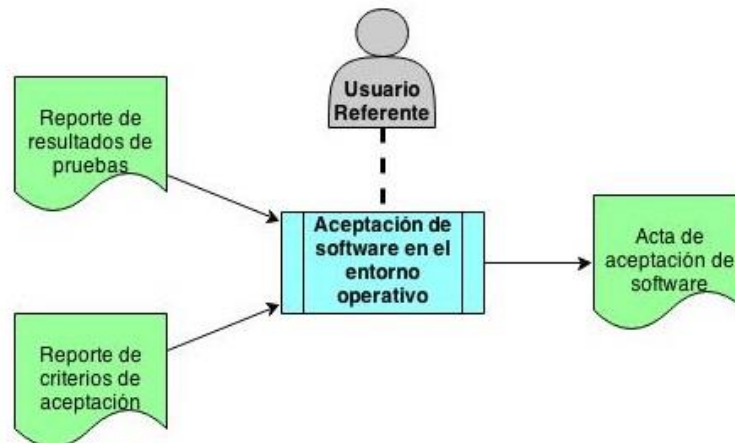 Usuario
Referente
Reporte de
resultados de
pruebas
Aceptación de
software en el
entorno
operativo
Acta de
aceptación de
software
Reporte de
criterios de
aceptación